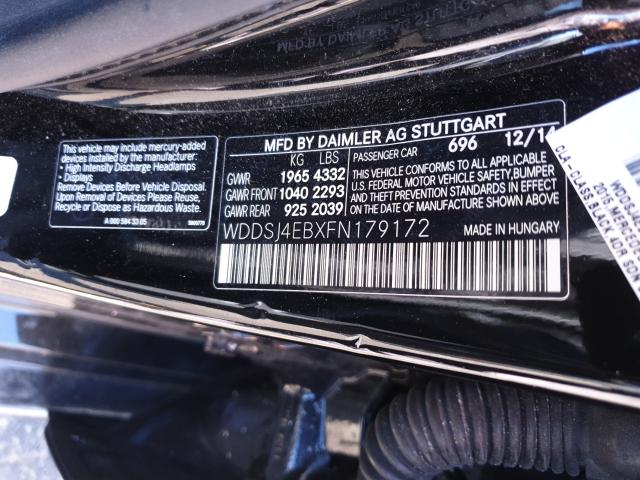 This vehicle may include mercury-added
devices installed by manufacturer:
• High Intensity Discharge Headlamps
• Displays
Remove Devices Before Vehicle Disposal.
Upon Removal of Devices Please Reuse,
Recycle or Dispose as Hazardous Waste.
A 000 584 33 05
MFD BY DAIMLER AG STUTTGART
KG LBS PASSENGER CAR 696 12/14
GVWR 1965 4332
GAWR FRONT 1040 2293
GAWR REAR 925 2039
THIS VEHICLE CONFORMS TO ALL APPLICABLE
U.S. FEDERAL MOTOR VEHICLE SAFETY,BUMPER
AND THEFT PREVENTION STANDARDS IN EFFECT
ON THE DATE OF MANUFACTURE SHOWN ABOVE.
WDDSJ4EBXFN179172 MADE IN HUNGARY
CLA - CLASS BLACK 4DR